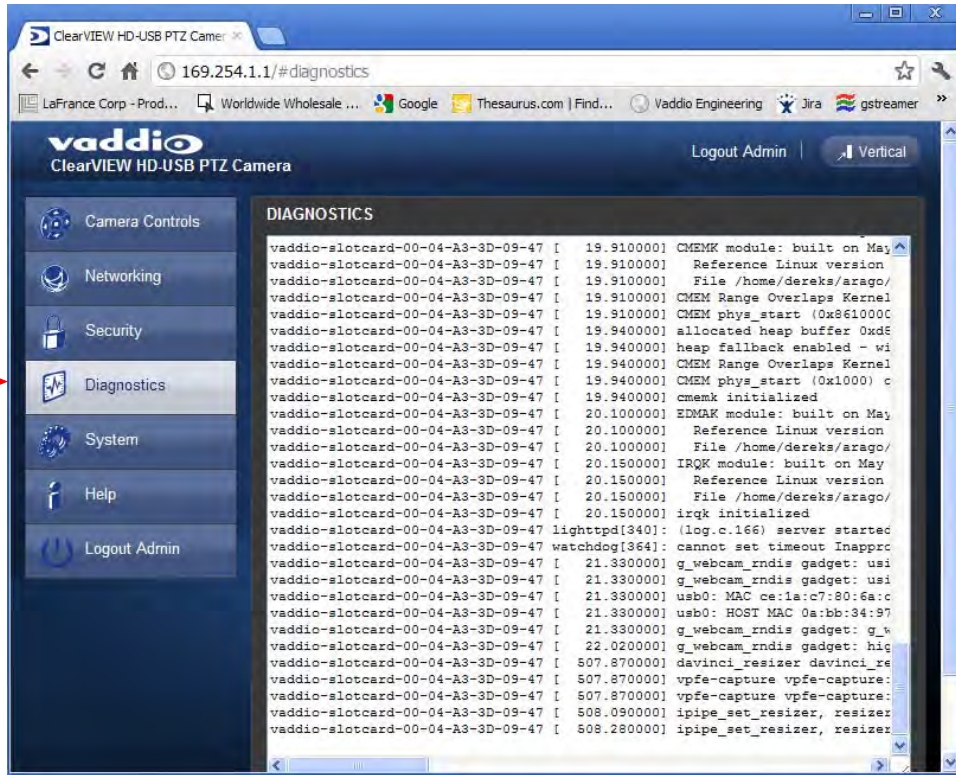 ClearVIEW HD-USB PTZ Camer
169.254.1.1/#diagnostics
LaFrance Corp - Prod... Worldwide Wholesale ... Google Thesaurus.com | Find... Vaddio Engineering Jira gstreamer »
vaddio
ClearVIEW HD-USB PTZ Camera
Logout Admin | Vertical
Camera Controls
Networking
Security
Diagnostics
System
Help
Logout Admin
DIAGNOSTICS
vaddio-slotcard-00-04-A3-3D-09-47 [ 19.910000] CMEMK module: built on May
vaddio-slotcard-00-04-A3-3D-09-47 [ 19.910000] Reference Linux version
vaddio-slotcard-00-04-A3-3D-09-47 [ 19.910000] File /home/dereks/arago/
vaddio-slotcard-00-04-A3-3D-09-47 [ 19.910000] CMEM Range Overlaps Kernel
vaddio-slotcard-00-04-A3-3D-09-47 [ 19.910000] CMEM phys_start (0x8610000
vaddio-slotcard-00-04-A3-3D-09-47 [ 19.940000] allocated heap buffer 0xd
vaddio-slotcard-00-04-A3-3D-09-47 [ 19.940000] heap fallback enabled - wi
vaddio-slotcard-00-04-A3-3D-09-47 [ 19.940000] CMEM Range Overlaps Kernel
vaddio-slotcard-00-04-A3-3D-09-47 [ 19.940000] CMEM phys_start (0x1000) c
vaddio-slotcard-00-04-A3-3D-09-47 [ 19.940000] cmemk initialized
vaddio-slotcard-00-04-A3-3D-09-47 [ 20.100000] EDMAK module: built on May
vaddio-slotcard-00-04-A3-3D-09-47 [ 20.100000] Reference Linux version
vaddio-slotcard-00-04-A3-3D-09-47 [ 20.100000] File /home/dereks/arago/
vaddio-slotcard-00-04-A3-3D-09-47 [ 20.150000] IRQK module: built on May
vaddio-slotcard-00-04-A3-3D-09-47 [ 20.150000] Reference Linux version
vaddio-slotcard-00-04-A3-3D-09-47 [ 20.150000] File /home/dereks/arago/
vaddio-slotcard-00-04-A3-3D-09-47 [ 20.150000] irqk initialized
vaddio-slotcard-00-04-A3-3D-09-47 lighttpd[340]: (log.c.166) server started
vaddio-slotcard-00-04-A3-3D-09-47 watchdog[364]: cannot set timeout Inappro
vaddio-slotcard-00-04-A3-3D-09-47 [ 21.330000] g_webcam_rndis gadget: usi
vaddio-slotcard-00-04-A3-3D-09-47 [ 21.330000] g_webcam_rndis gadget: usi
vaddio-slotcard-00-04-A3-3D-09-47 [ 21.330000] usb0: MAC ce:1a:c7:80:6a:c
vaddio-slotcard-00-04-A3-3D-09-47 [ 21.330000] usb0: HOST MAC 0a:bb:34:97
vaddio-slotcard-00-04-A3-3D-09-47 [ 21.330000] g_webcam_rndis gadget: g_w
vaddio-slotcard-00-04-A3-3D-09-47 [ 22.020000] g_webcam_rndis gadget: hig
vaddio-slotcard-00-04-A3-3D-09-47 [ 507.870000] davinci_resizer davinci_re
vaddio-slotcard-00-04-A3-3D-09-47 [ 507.870000] vpfe-capture vpfe-capture:
vaddio-slotcard-00-04-A3-3D-09-47 [ 507.870000] vpfe-capture vpfe-capture:
vaddio-slotcard-00-04-A3-3D-09-47 [ 508.090000] ipipe_set_resizer, resizer
vaddio-slotcard-00-04-A3-3D-09-47 [ 508.280000] ipipe_set_resizer, resizer